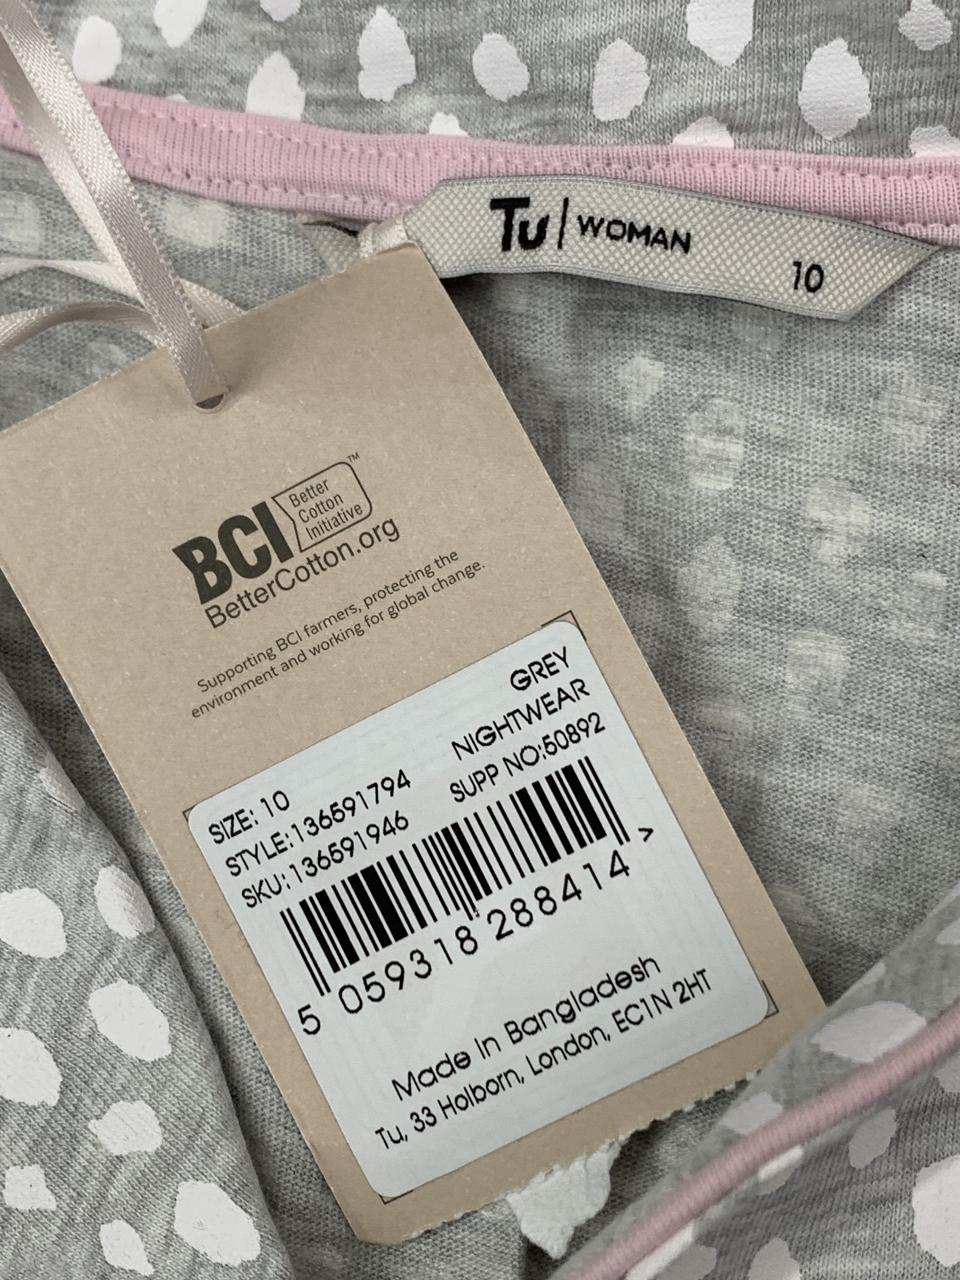 Tu | WOMAN
10
BCI
Better
Cotton
Initiative
TM
BetterCotton.org
Supporting BCI farmers, protecting the
environment and working for global change.
GREY
NIGHTWEAR
SUPP NO:50892
SIZE: 10
STYLE:136591794
SKU:136591946
5 059318 288414 >
Made In Bangladesh
Tu, 33 Holborn, London, EC1N 2HT